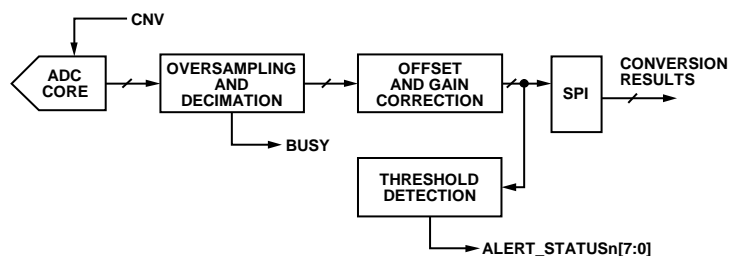 CNV
ADC
CORE
OVERSAMPLING
AND
DECIMATION
OFFSET
AND GAIN
CORRECTION
SPI
CONVERSION
RESULTS
BUSY
THRESHOLD
DETECTION
ALERT_STATUSn[7:0]